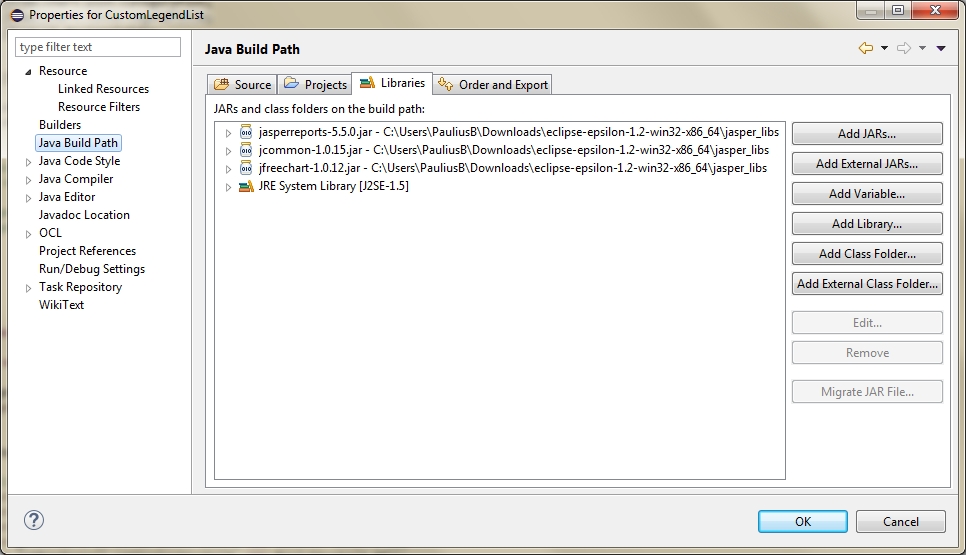 Properties for CustomLegendList
type filter text
Resource
Linked Resources
Resource Filters
Builders
Java Build Path
Java Code Style
Java Compiler
Java Editor
Javadoc Location
OCL
Project References
Run/Debug Settings
Task Repository
WikiText
Java Build Path
Source Projects Libraries Order and Export
JARs and class folders on the build path:
jasperreports-5.5.0.jar - C:\Users\PauliusB\Downloads\eclipse-epsilon-1.2-win32-x86_64\jasper_libs
jcommon-1.0.15.jar - C:\Users\PauliusB\Downloads\eclipse-epsilon-1.2-win32-x86_64\jasper_libs
jfreechart-1.0.12.jar - C:\Users\PauliusB\Downloads\eclipse-epsilon-1.2-win32-x86_64\jasper_libs
JRE System Library [J2SE-1.5]
Add JARs...
Add External JARs...
Add Variable...
Add Library...
Add Class Folder...
Add External Class Folder...
Edit...
Remove
Migrate JAR File...
OK Cancel